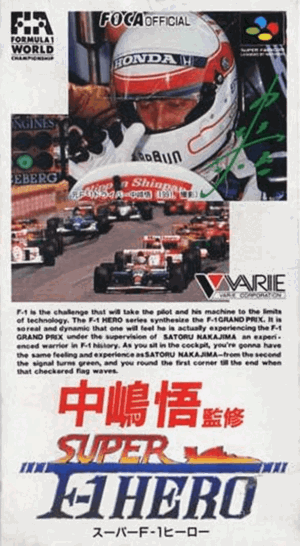 FIA
FORMULA 1
WORLD
CHAMPIONSHIP
FOCA OFFICIAL
SUPER FAMICOM
HONDA
BRAUN
NGINES
EBERG
VARIE
VARIE CORPORATION
F-1 is the challenge that will take the pilot and his machine to the limits
of technology. The F-1 HERO series synthesize the F-1 GRAND PRIX. It is
so real and dynamic that one will feel he is actually experiencing the F-1
GRAND PRIX under the supervision of SATORU NAKAJIMA an experi-
enced warrior in F-1 history. As you sit in the cockpit, you're gonna have
the same feeling and experience as SATORU NAKAJIMA—from the second
the signal turns green, and you round the first corner till the end when
that checkered flag waves.
中嶋悟監修
SUPER
F-1 HERO
スーパーF-1ヒーロー